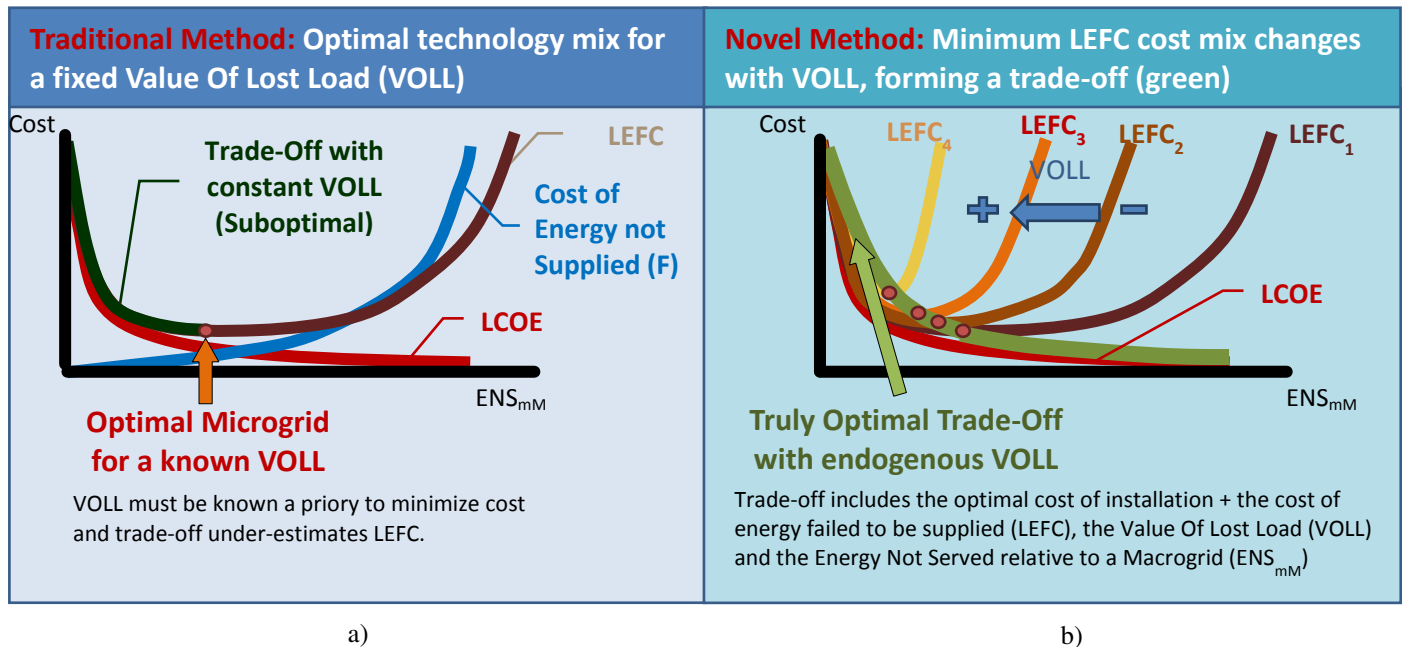 Traditional Method: Optimal technology mix for
a fixed Value Of Lost Load (VOLL)
Cost
LEFC
Trade-Off with
constant VOLL
(Suboptimal)
Cost of
Energy not
Supplied (F)
LCOE
ENSmM
Optimal Microgrid
for a known VOLL
VOLL must be known a priory to minimize cost
and trade-off under-estimates LEFC.
a)
Novel Method: Minimum LEFC cost mix changes
with VOLL, forming a trade-off (green)
Cost
LEFC4
LEFC3
LEFC2
LEFC1
VOLL
+
−
LCOE
ENSmM
Truly Optimal Trade-Off
with endogenous VOLL
Trade-off includes the optimal cost of installation + the cost of
energy failed to be supplied (LEFC), the Value Of Lost Load (VOLL)
and the Energy Not Served relative to a Macrogrid (ENSmM)
b)